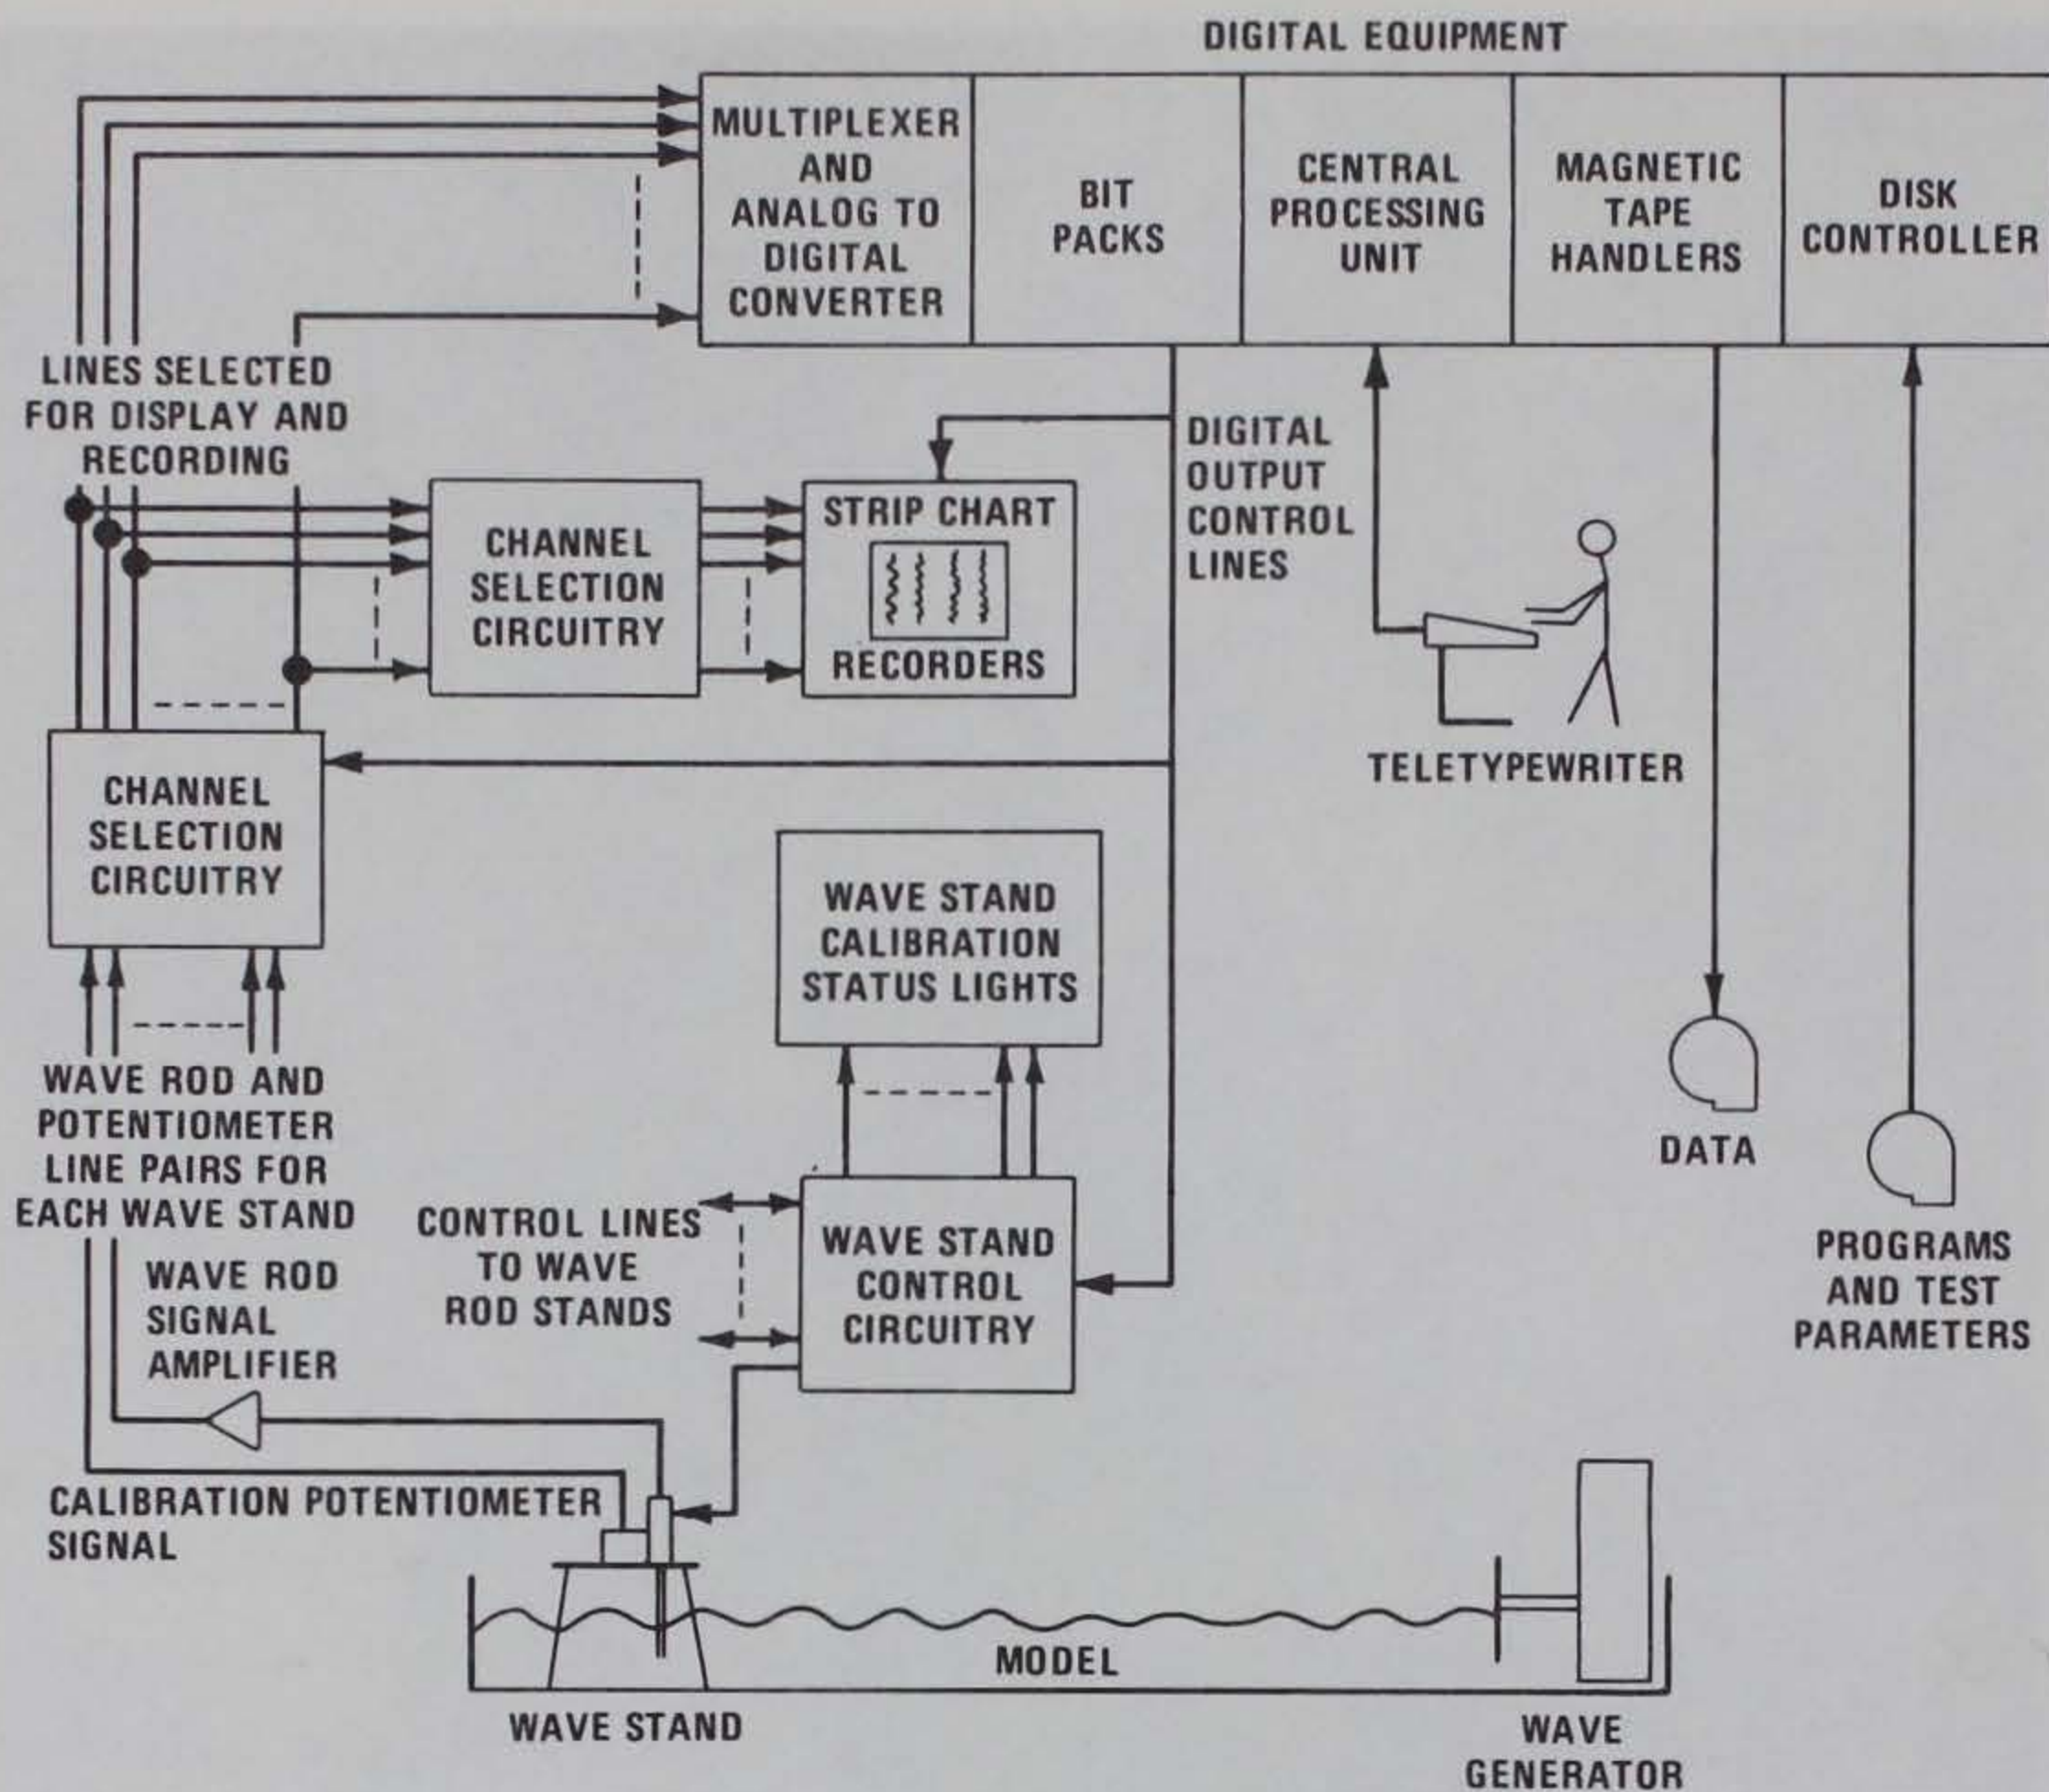 DIGITAL EQUIPMENT
MULTIPLEXER
AND
ANALOG TO
DIGITAL
CONVERTER
BIT
PACKS
CENTRAL
PROCESSING
UNIT
MAGNETIC
TAPE
HANDLERS
DISK
CONTROLLER
LINES SELECTED
FOR DISPLAY AND
RECORDING
CHANNEL
SELECTION
CIRCUITRY
STRIP CHART
RECORDERS
DIGITAL
OUTPUT
CONTROL
LINES
TELETYPEWRITER
CHANNEL
SELECTION
CIRCUITRY
WAVE STAND
CALIBRATION
STATUS LIGHTS
WAVE ROD AND
POTENTIOMETER
LINE PAIRS FOR
EACH WAVE STAND
DATA
CONTROL LINES
TO WAVE
ROD STANDS
WAVE STAND
CONTROL
CIRCUITRY
PROGRAMS
AND TEST
PARAMETERS
WAVE ROD
SIGNAL
AMPLIFIER
CALIBRATION POTENTIOMETER
SIGNAL
MODEL
WAVE STAND
WAVE
GENERATOR